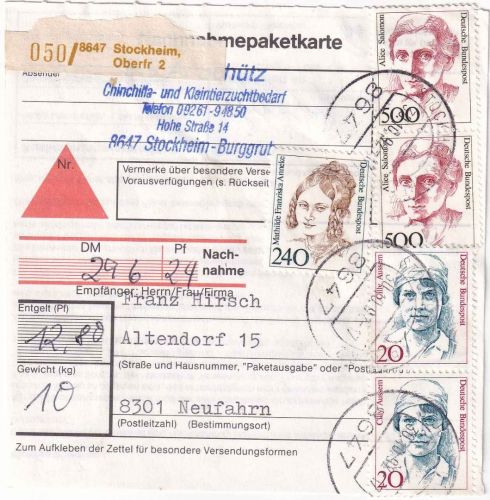 050/8647 Stockheim,
Oberfr 2
hmepaketkarte
Absender
hütz
Chinchilla- und Kleintierzuchtbedarf
Telefon 09261-94850
Hohe Straße 14
8647 Stockheim-Burggrub
Nr.
Vermerke über besondere Verse
Vorausverfügungen (s. Rückseit
DM Pf
Nach-
nahme
296 24
Empfänger: Herrn/Frau/Firma
Franz Hirsch
Entgelt (Pf)
12,80
Altendorf 15
(Straße und Hausnummer, "Paketausgabe" oder "Post
Gewicht (kg)
10
8301 Neufahrn
(Postleitzahl) (Bestimmungsort)
Zum Aufkleben der Zettel für besondere Versendungsformen
Alice Salomon
Deutsche Bundespost
500
Alice Salomon
Deutsche Bundespost
500
Mathilde Franziska Anneke
Deutsche Bundespost
240
Cilly Aussem
Deutsche Bundespost
20
Cilly Aussem
Deutsche Bundespost
20
8647
8647
8647